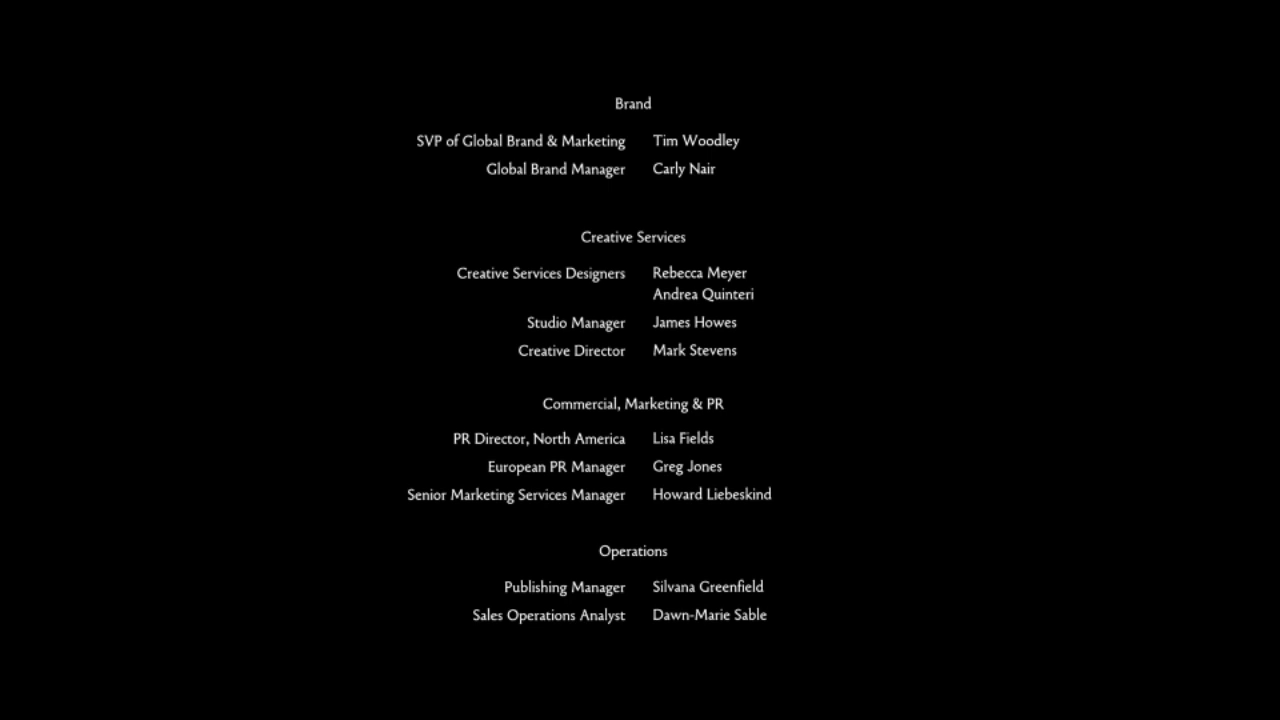 Brand
SVP of Global Brand & Marketing Tim Woodley
Global Brand Manager Carly Nair
Creative Services
Creative Services Designers Rebecca Meyer
Andrea Quinteri
Studio Manager James Howes
Creative Director Mark Stevens
Commercial, Marketing & PR
PR Director, North America Lisa Fields
European PR Manager Greg Jones
Senior Marketing Services Manager Howard Liebeskind
Operations
Publishing Manager Silvana Greenfield
Sales Operations Analyst Dawn-Marie Sable